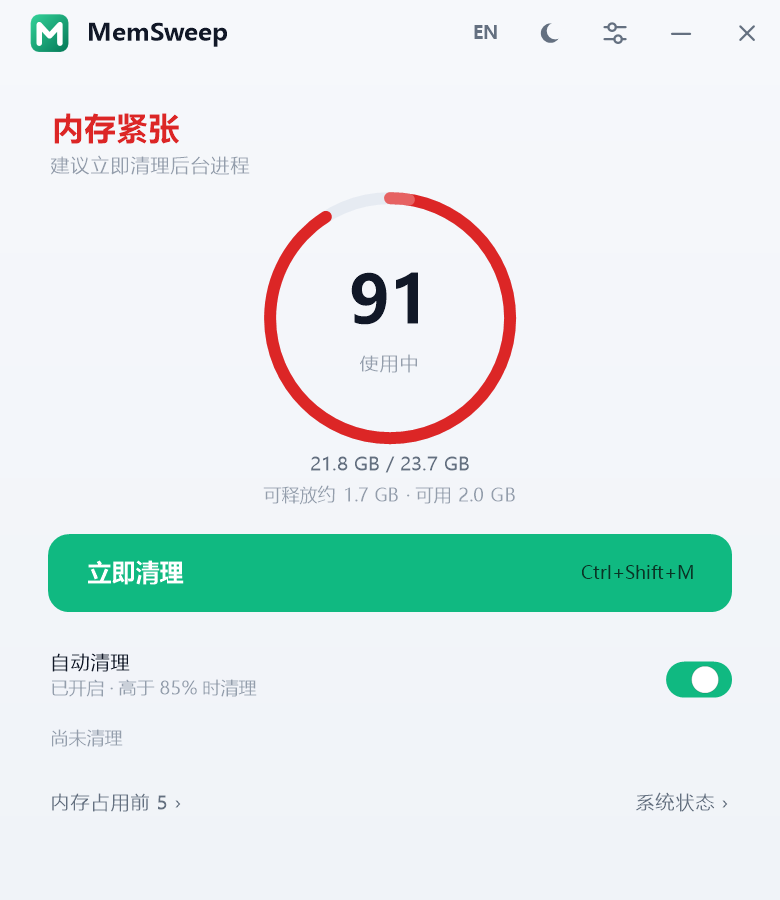 MemSweep EN
内存紧张
建议立即清理后台进程
91
使用中
21.8 GB / 23.7 GB
可释放约 1.7 GB · 可用 2.0 GB
立即清理 Ctrl+Shift+M
自动清理
已开启 · 高于 85% 时清理
尚未清理
内存占用前 5 › 系统状态 ›